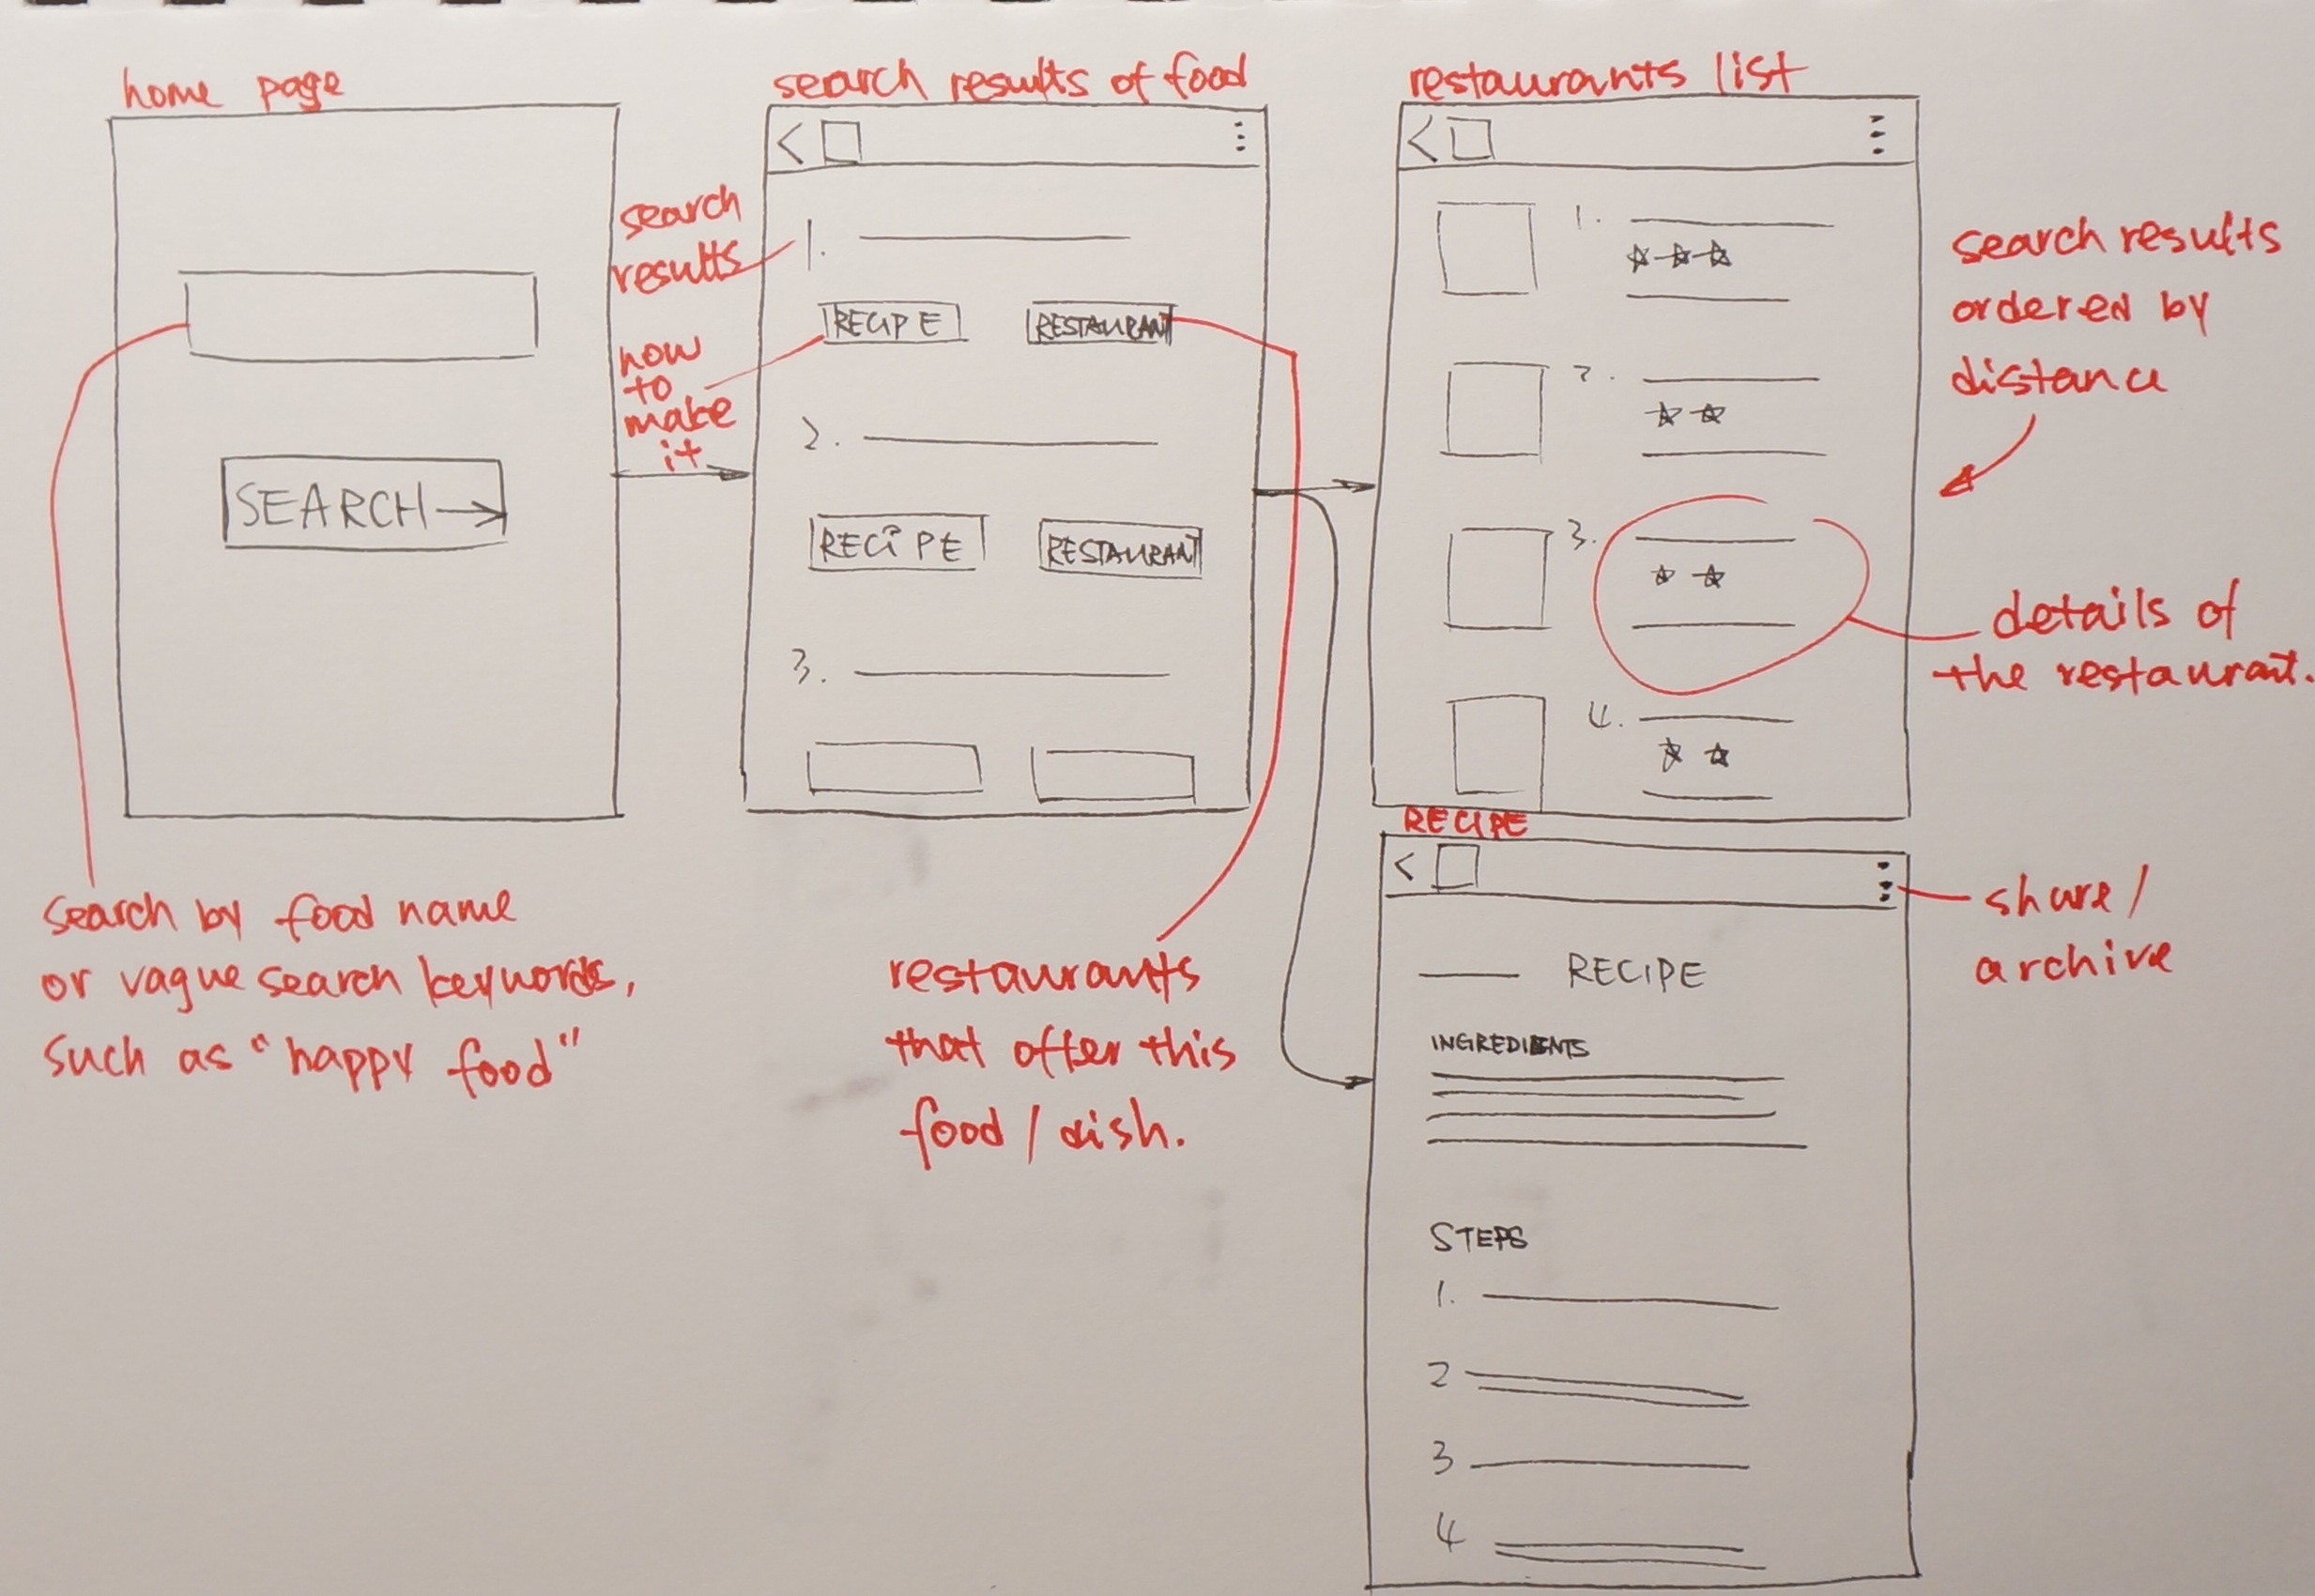 home page
SEARCH→
search by food name
or vague search keywords,
such as "happy food"
search results of food
search
results
how
to
make
it
1.
RECIPE RESTAURANT
2.
RECIPE RESTAURANT
3.
restaurants
that offer this
food / dish.
restaurants list
1.
2.
3.
4.
search results
ordered by
distance
details of
the restaurant.
RECIPE
RECIPE
INGREDIENTS
STEPS
1.
2
3
4
share /
archive